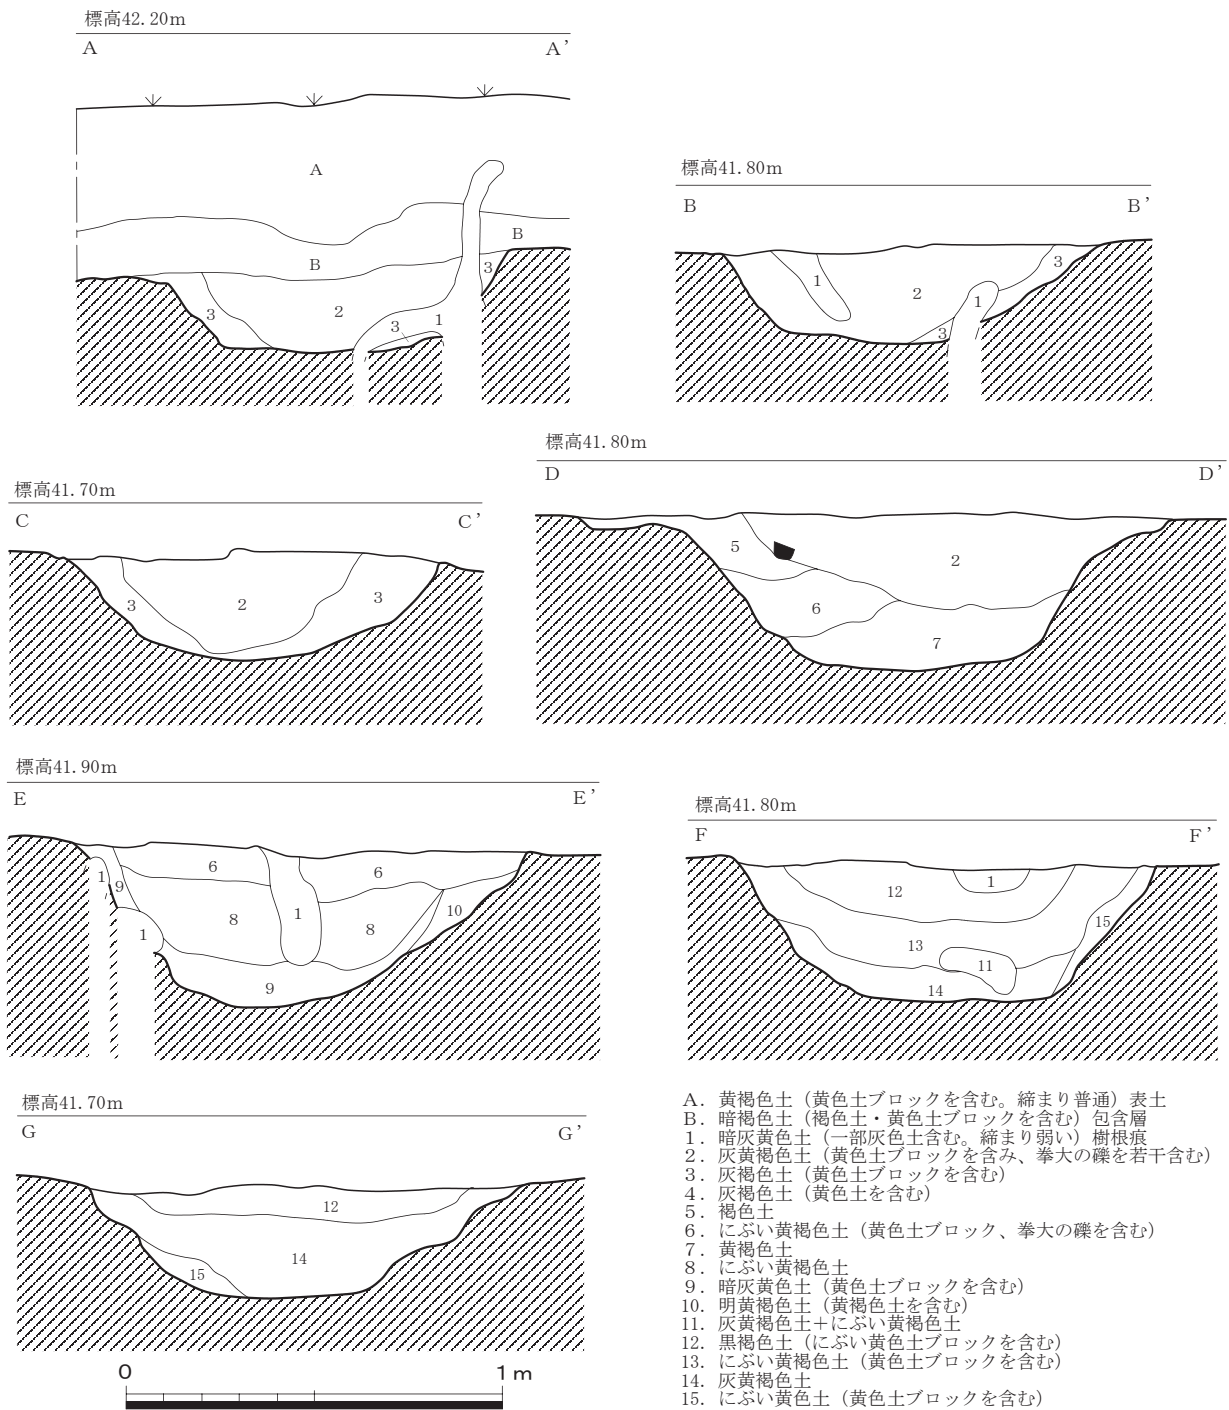 標高42.20m
A A’
A
B
B
3
3
2
3
1
標高41.80m
B B’
1
2
3
1
3
標高41.70m
C C’
3
2
3
標高41.80m
D D’
5
2
6
7
標高41.90m
E E’
6
6
1
9
8
1
8
10
1
9
標高41.80m
F F’
12
1
15
13
11
14
標高41.70m
G G’
12
14
15
0 1m
A. 黄褐色土（黄色土ブロックを含む。締まり普通）表土
B. 暗褐色土（褐色土・黄色土ブロックを含む）包含層
1. 暗灰黄色土（一部灰色土含む。締まり弱い）樹根痕
2. 灰黄褐色土（黄色土ブロックを含み、拳大の礫を若干含む）
3. 灰褐色土（黄色土ブロックを含む）
4. 灰褐色土（黄色土を含む）
5. 褐色土
6. にぶい黄褐色土（黄色土ブロック、拳大の礫を含む）
7. 黄褐色土
8. にぶい黄褐色土
9. 暗灰黄色土（黄色土ブロックを含む）
10. 明黄褐色土（黄褐色土を含む）
11. 灰黄褐色土＋にぶい黄褐色土
12. 黒褐色土（にぶい黄色土ブロックを含む）
13. にぶい黄褐色土（黄色土ブロックを含む）
14. 灰黄褐色土
15. にぶい黄色土（黄色土ブロックを含む）